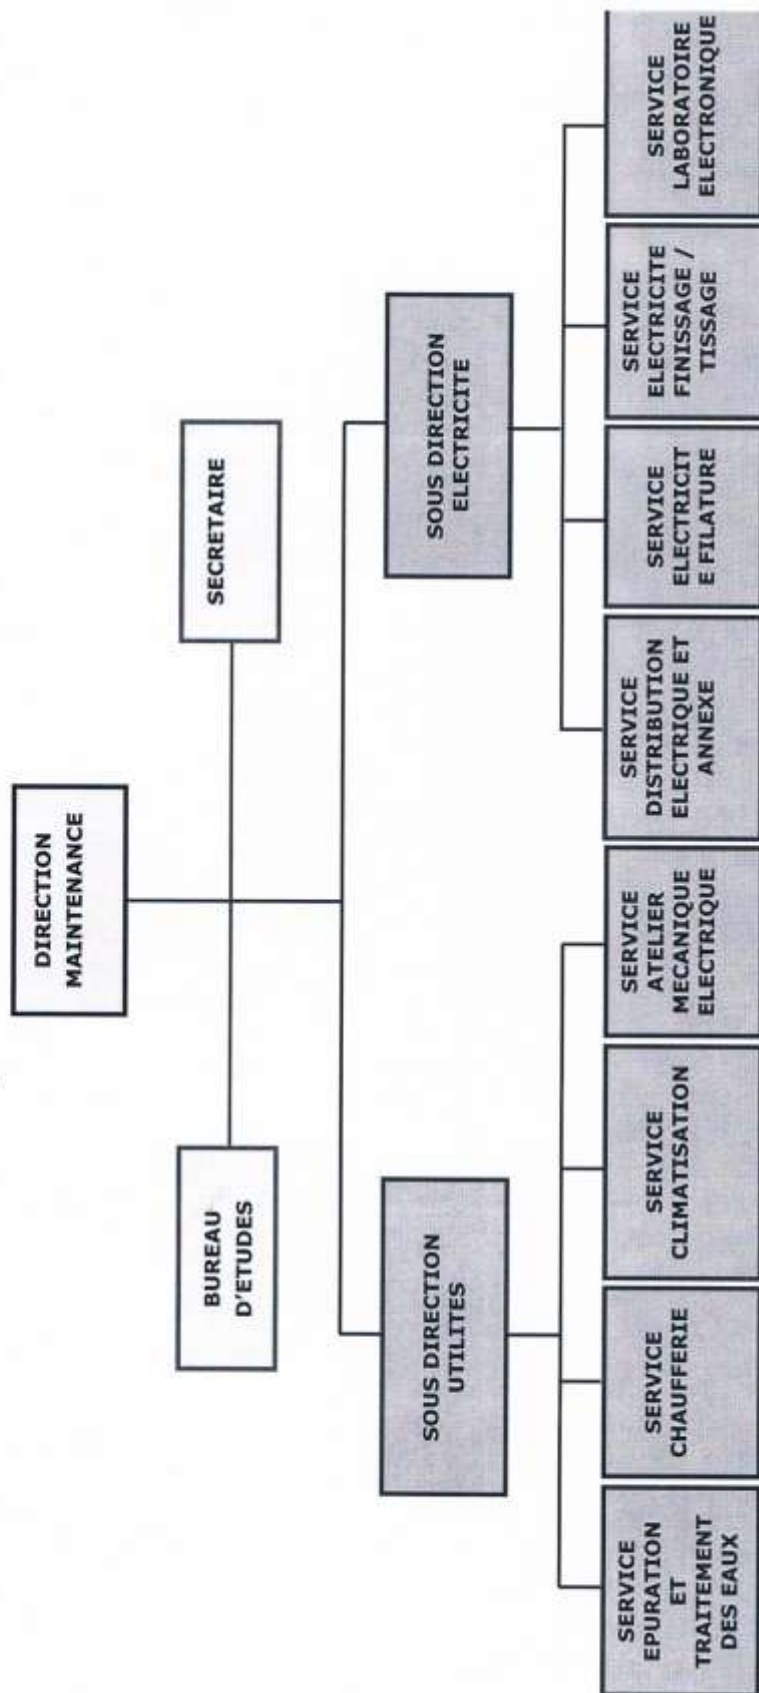 DIRECTION
MAINTENANCE
BUREAU
D'ETUDES
SECRETAIRE
SOUS DIRECTION
UTILITES
SOUS DIRECTION
ELECTRICITE
SERVICE
EPURATION
ET
TRAITEMENT
DES EAUX
SERVICE
CHAUFFERIE
SERVICE
CLIMATISATION
SERVICE
ATELIER
MECANIQUE
ELECTRIQUE
SERVICE
DISTRIBUTION
ELECTRIQUE ET
ANNEXE
SERVICE
ELECTRICIT
E FILATURE
SERVICE
ELECTRICITE
FINISSAGE /
TISSAGE
SERVICE
LABORATOIRE
ELECTRONIQUE